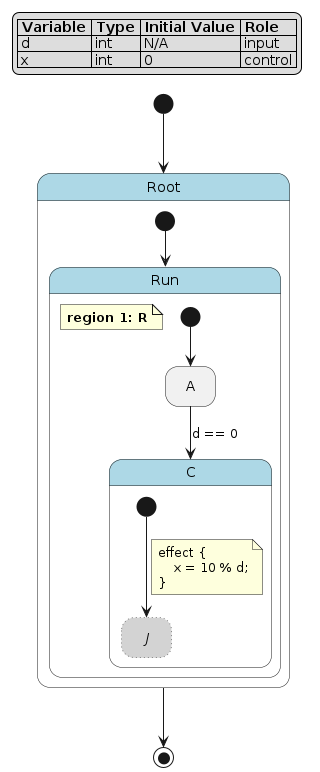 Variable Type Initial Value Role
d int N/A input
x int 0 control
Root
Run
region 1: R
A
d == 0
C
effect {
    x = 10 % d;
}
J